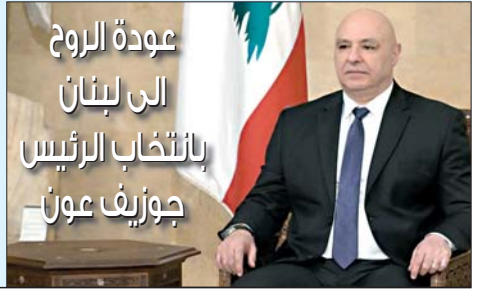 عودة الروح
الى لبنان
بانتخاب الرئيس
جوزيف عون